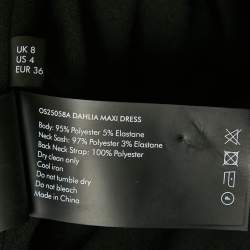 UK 8
US 4
EUR 36
OS25058A DAHLIA MAXI DRESS
Body: 95% Polyester 5% Elastane
Neck Sash: 97% Polyester 3% Elastane
Back Neck Strap: 100% Polyester
Dry clean only
Cool iron
Do not tumble dry
Do not bleach
Made in China
P